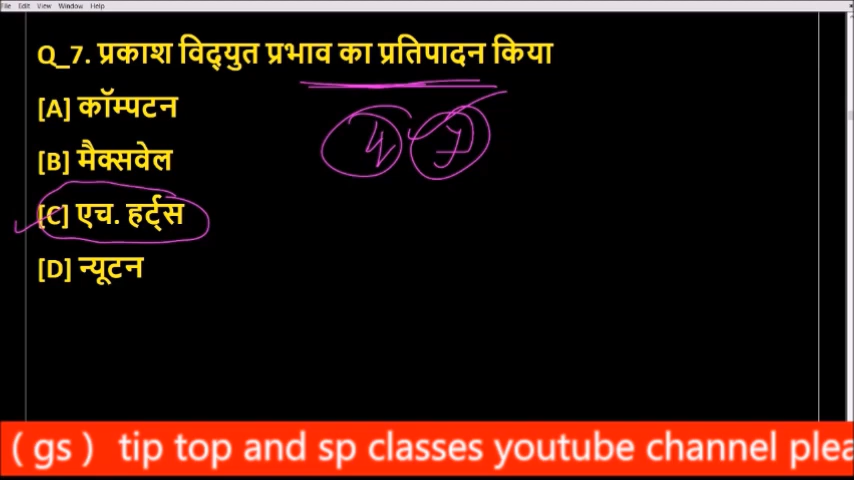 File Edit View Window Help
Q_7. प्रकाश विद्युत प्रभाव का प्रतिपादन किया
[A] कॉम्पटन
[B] मैक्सवेल
[C] एच. हर्ट्स
[D] न्यूटन
( gs ) tip top and sp classes youtube channel plea